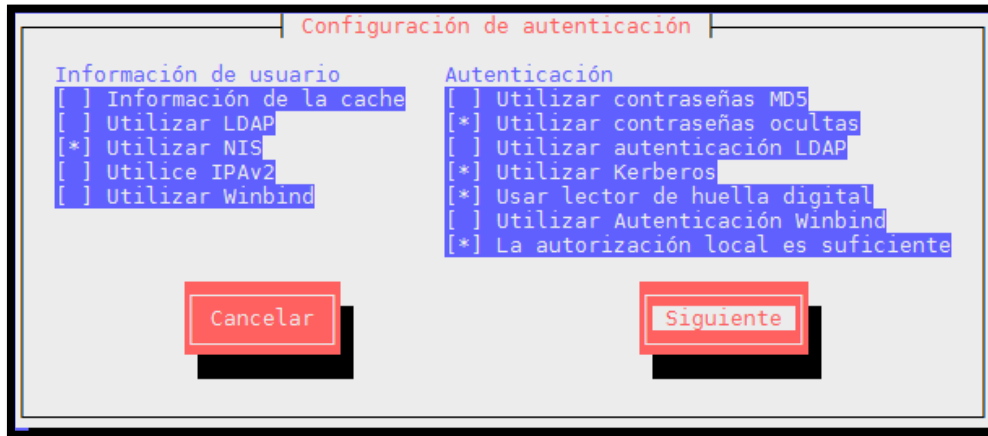 Configuración de autenticación
Información de usuario
[ ] Información de la cache
[ ] Utilizar LDAP
[*] Utilizar NIS
[ ] Utilice IPAv2
[ ] Utilizar Winbind
Autenticación
[ ] Utilizar contraseñas MD5
[*] Utilizar contraseñas ocultas
[ ] Utilizar autenticación LDAP
[*] Utilizar Kerberos
[*] Usar lector de huella digital
[ ] Utilizar Autenticación Winbind
[*] La autorización local es suficiente
Cancelar
Siguiente